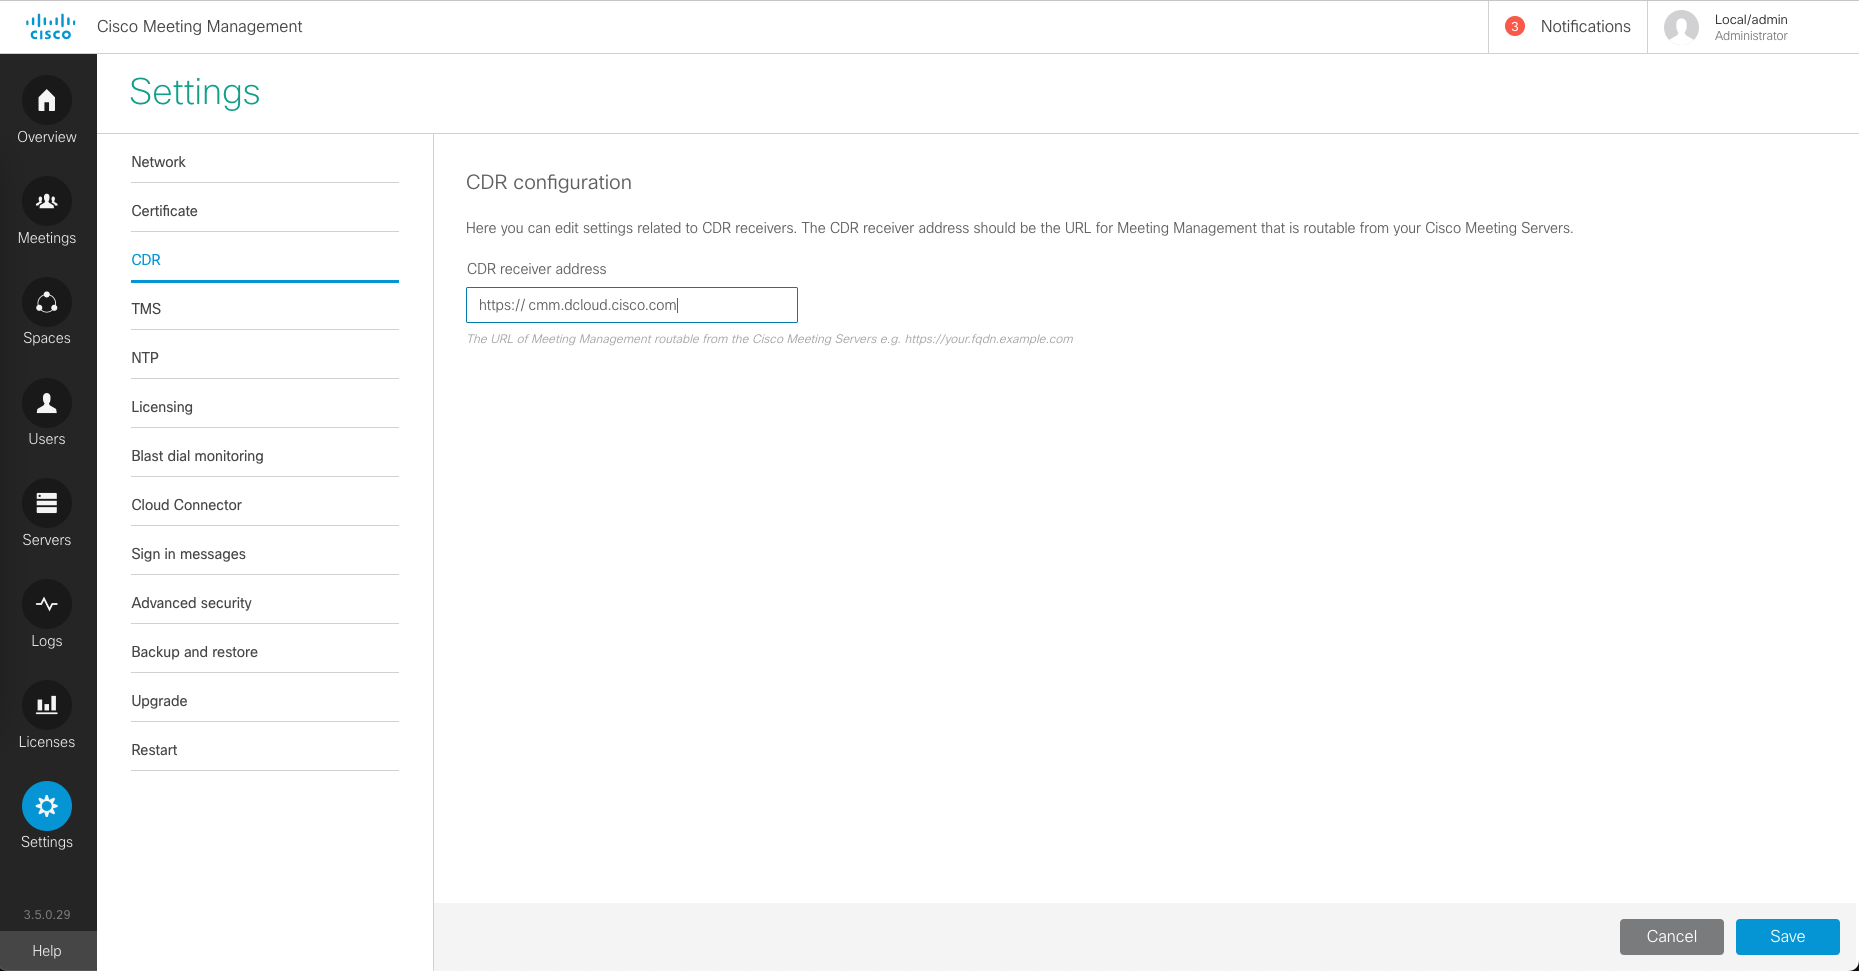 cisco
Cisco Meeting Management
3
Notifications
Local/admin
Administrator
Overview
Meetings
Spaces
Users
Servers
Logs
Licenses
Settings
3.5.0.29
Help
Settings
Network
Certificate
CDR
TMS
NTP
Licensing
Blast dial monitoring
Cloud Connector
Sign in messages
Advanced security
Backup and restore
Upgrade
Restart
CDR configuration
Here you can edit settings related to CDR receivers. The CDR receiver address should be the URL for Meeting Management that is routable from your Cisco Meeting Servers.
CDR receiver address
https:// cmm.dcloud.cisco.com
The URL of Meeting Management routable from the Cisco Meeting Servers e.g. https://your.fqdn.example.com
Cancel
Save